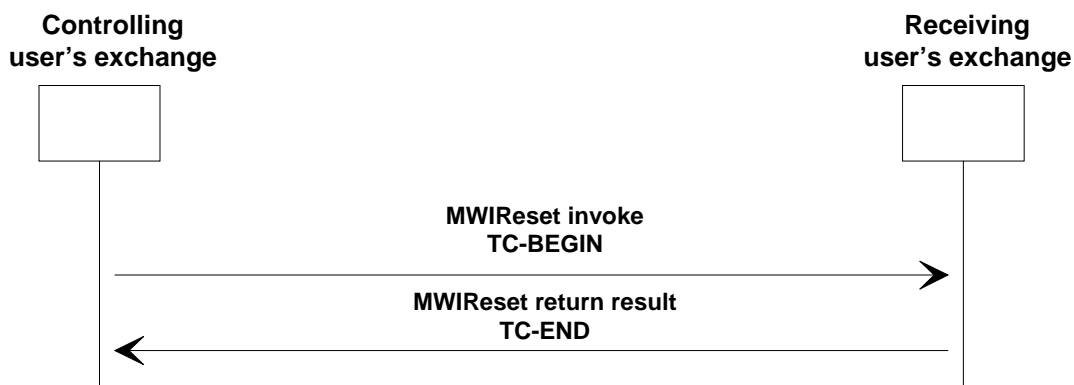 Controlling
user's exchange
Receiving
user's exchange
MWIReset invoke
TC-BEGIN
MWIReset return result
TC-END